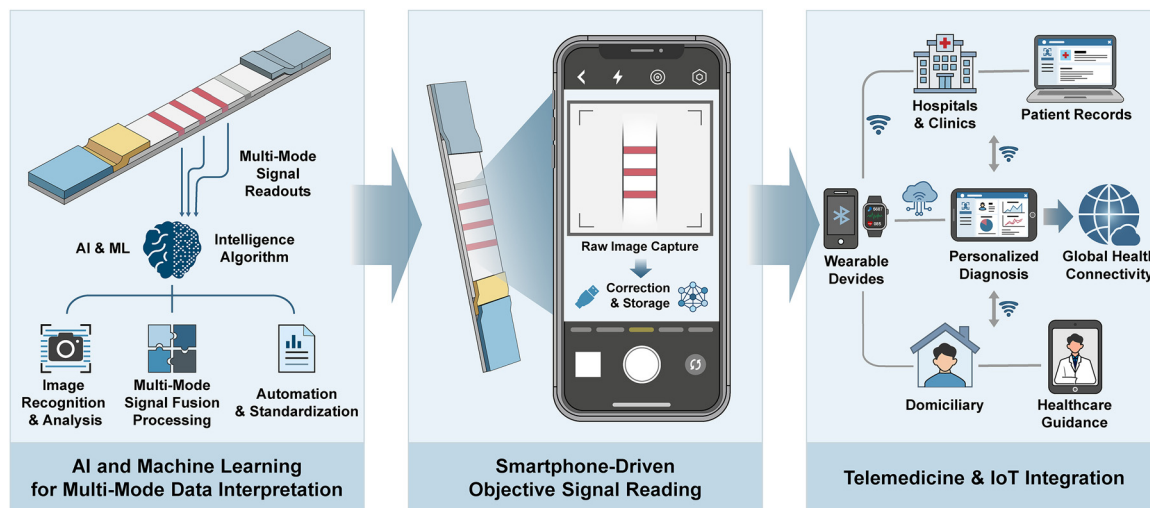 Multi-Mode
Signal
Readouts
AI & ML
Intelligence
Algorithm
Image
Recognition
& Analysis
Multi-Mode
Signal Fusion
Processing
Automation
& Standardization
AI and Machine Learning
for Multi-Mode Data Interpretation
Raw Image Capture
Correction
& Storage
Smartphone-Driven
Objective Signal Reading
Hospitals
& Clinics
Patient Records
Wearable
Devides
Personalized
Diagnosis
Global Health
Connectivity
Domiciliary
Healthcare
Guidance
Telemedicine & IoT Integration